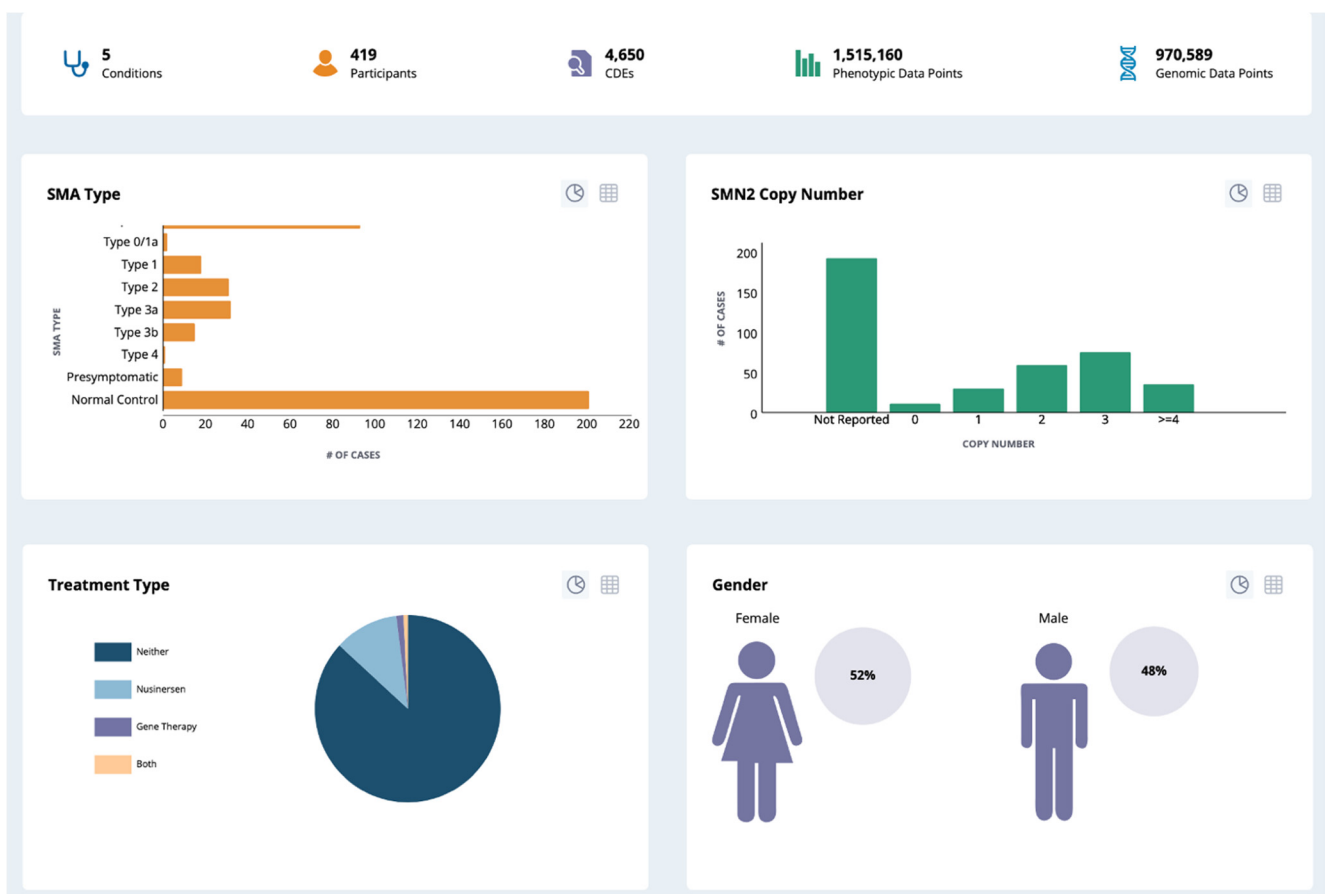 5
Conditions
419
Participants
4,650
CDEs
1,515,160
Phenotypic Data Points
970,589
Genomic Data Points
SMA Type
SMA TYPE
Type 0/1a
Type 1
Type 2
Type 3a
Type 3b
Type 4
Presymptomatic
Normal Control
0 20 40 60 80 100 120 140 160 180 200 220
# OF CASES
SMN2 Copy Number
# OF CASES
200
150
100
50
0
Not Reported 0 1 2 3 >=4
COPY NUMBER
Treatment Type
Neither
Nusinersen
Gene Therapy
Both
Gender
Female
52%
Male
48%